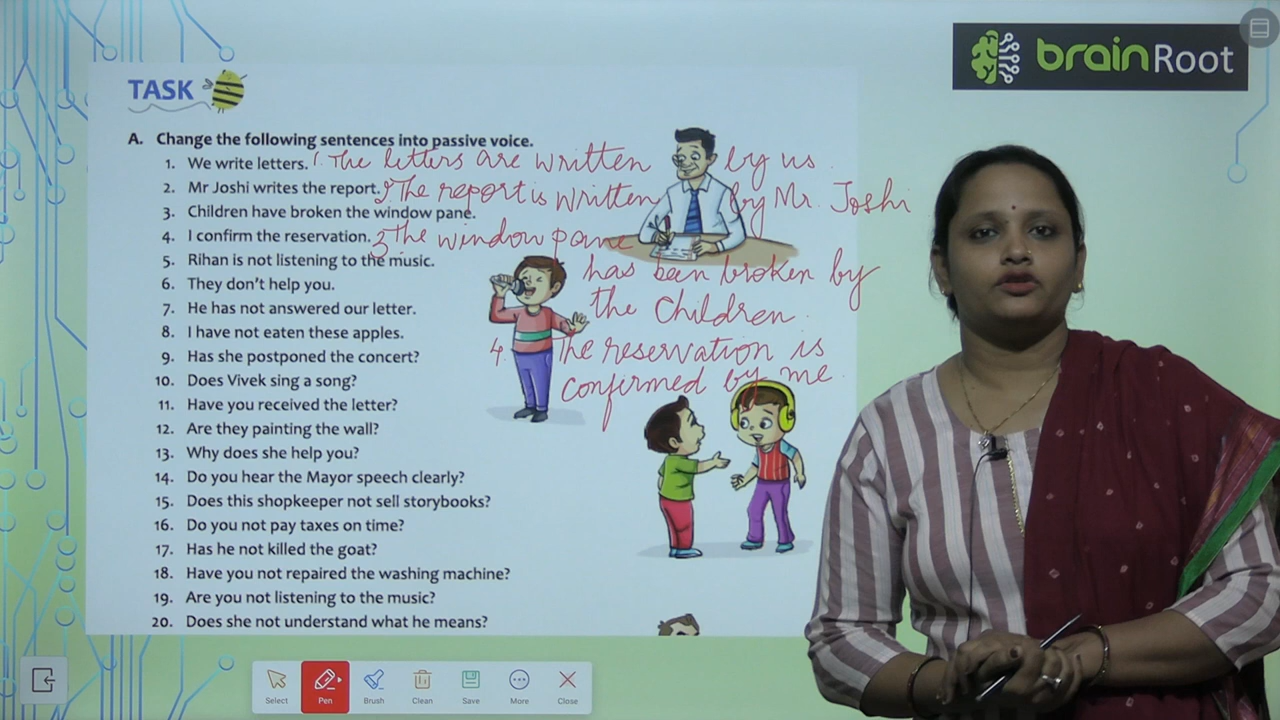 brainRoot
TASK
A. Change the following sentences into passive voice.
1. We write letters. 1. The letters are written by us.
2. Mr Joshi writes the report. 2. The report is written by Mr. Joshi
3. Children have broken the window pane.
4. I confirm the reservation. 3. The window pane
5. Rihan is not listening to the music.
has been broken by
6. They don't help you.
the Children.
7. He has not answered our letter.
8. I have not eaten these apples.
4. The reservation is
9. Has she postponed the concert?
confirmed by me.
10. Does Vivek sing a song?
11. Have you received the letter?
12. Are they painting the wall?
13. Why does she help you?
14. Do you hear the Mayor speech clearly?
15. Does this shopkeeper not sell storybooks?
16. Do you not pay taxes on time?
17. Has he not killed the goat?
18. Have you not repaired the washing machine?
19. Are you not listening to the music?
20. Does she not understand what he means?
Select Pen Brush Clean Save More Close